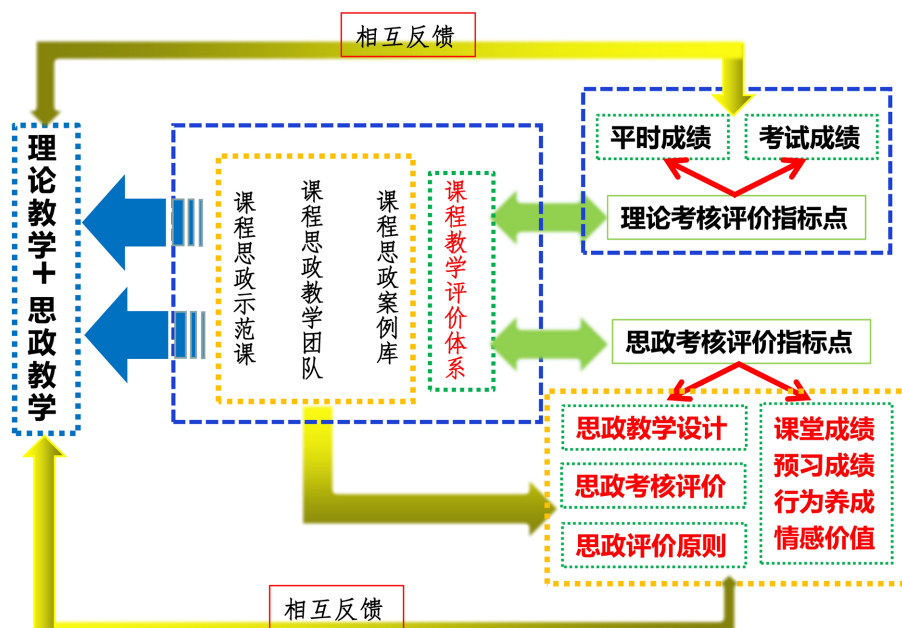 相互反馈
理论教学+思政教学
课程思政示范课
课程思政教学团队
课程思政案例库
课程教学评价体系
平时成绩
考试成绩
理论考核评价指标点
思政考核评价指标点
思政教学设计
思政考核评价
思政评价原则
课堂成绩
预习成绩
行为养成
情感价值
相互反馈